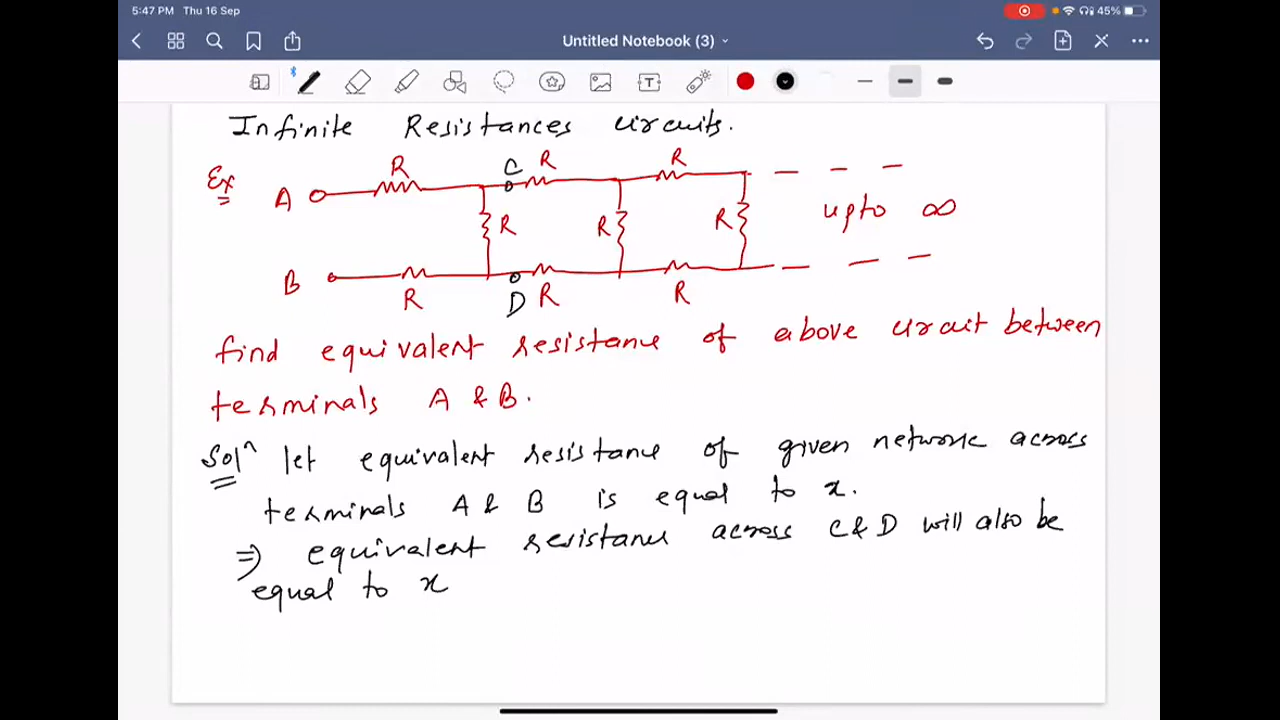 5:47 PM Thu 16 Sep
45%
Untitled Notebook (3)
Infinite Resistances circuits.
Ex
A R C R R
R R R upto ∞
B R D R R
find equivalent resistance of above circuit between
terminals A & B.
Solⁿ let equivalent resistance of given network across
terminals A & B is equal to x.
⇒ equivalent resistance across C & D will also be
equal to x